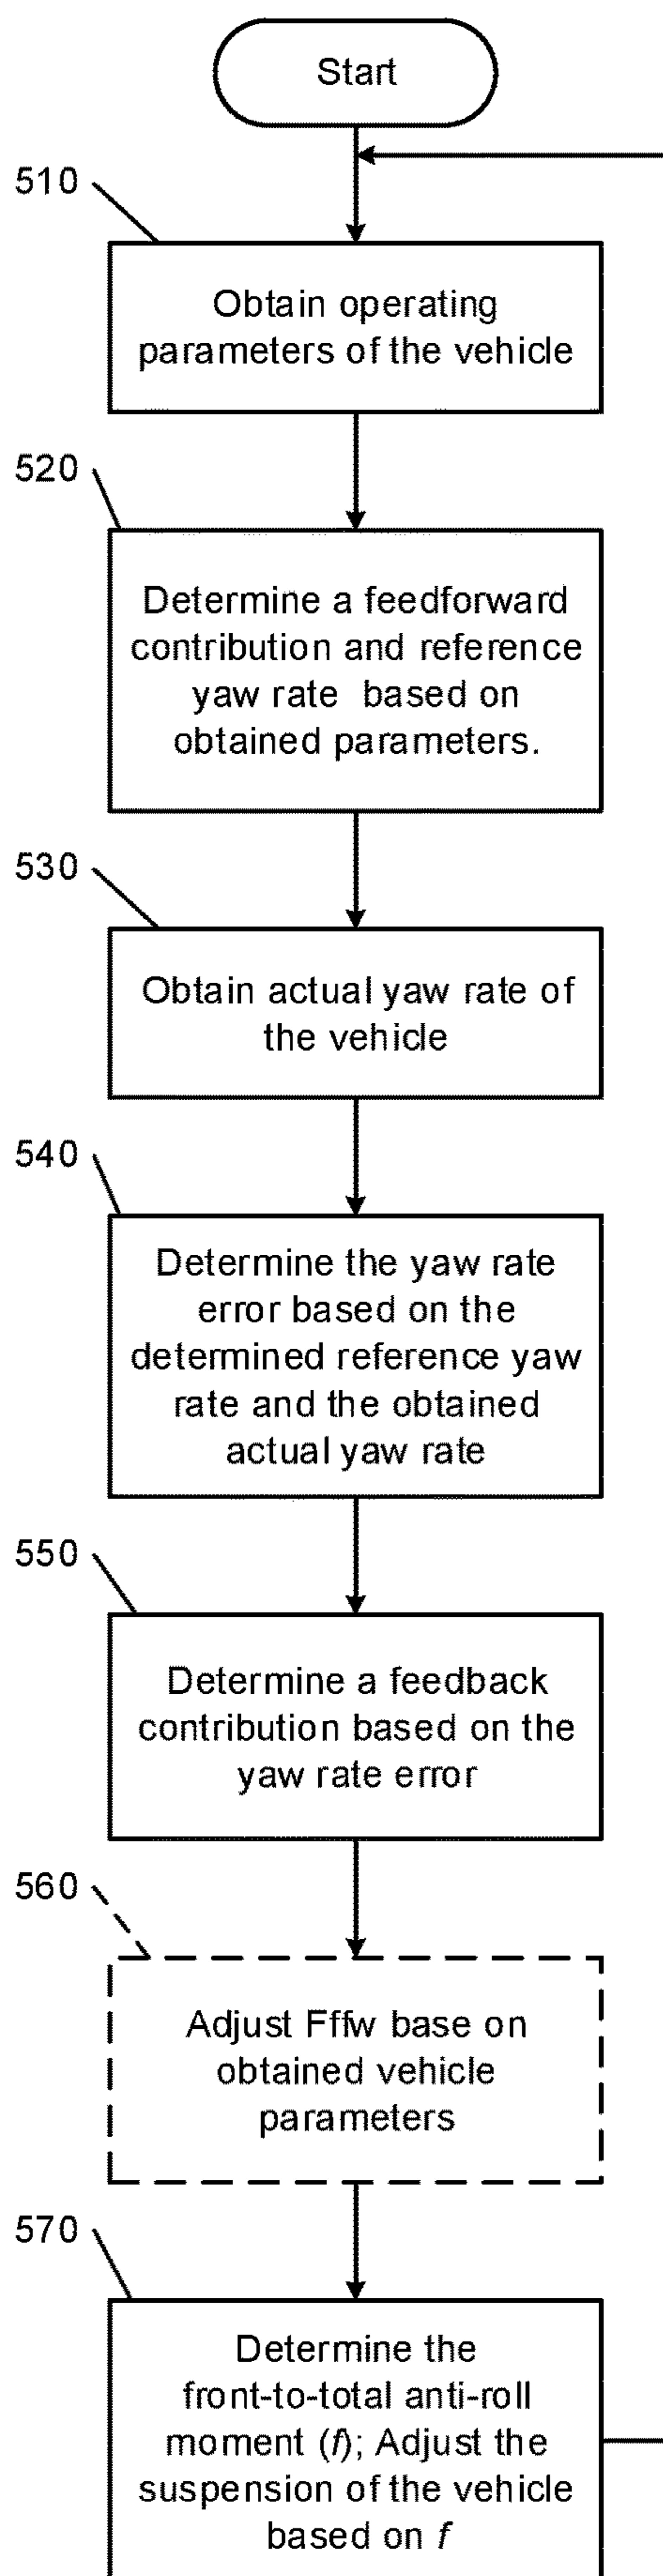 Start
510
Obtain operating
parameters of the vehicle
520
Determine a feedforward
contribution and reference
yaw rate based on
obtained parameters.
530
Obtain actual yaw rate of
the vehicle
540
Determine the yaw rate
error based on the
determined reference yaw
rate and the obtained
actual yaw rate
550
Determine a feedback
contribution based on the
yaw rate error
560
Adjust Fffw base on
obtained vehicle
parameters
570
Determine the
front-to-total anti-roll
moment (f); Adjust the
suspension of the vehicle
based on f